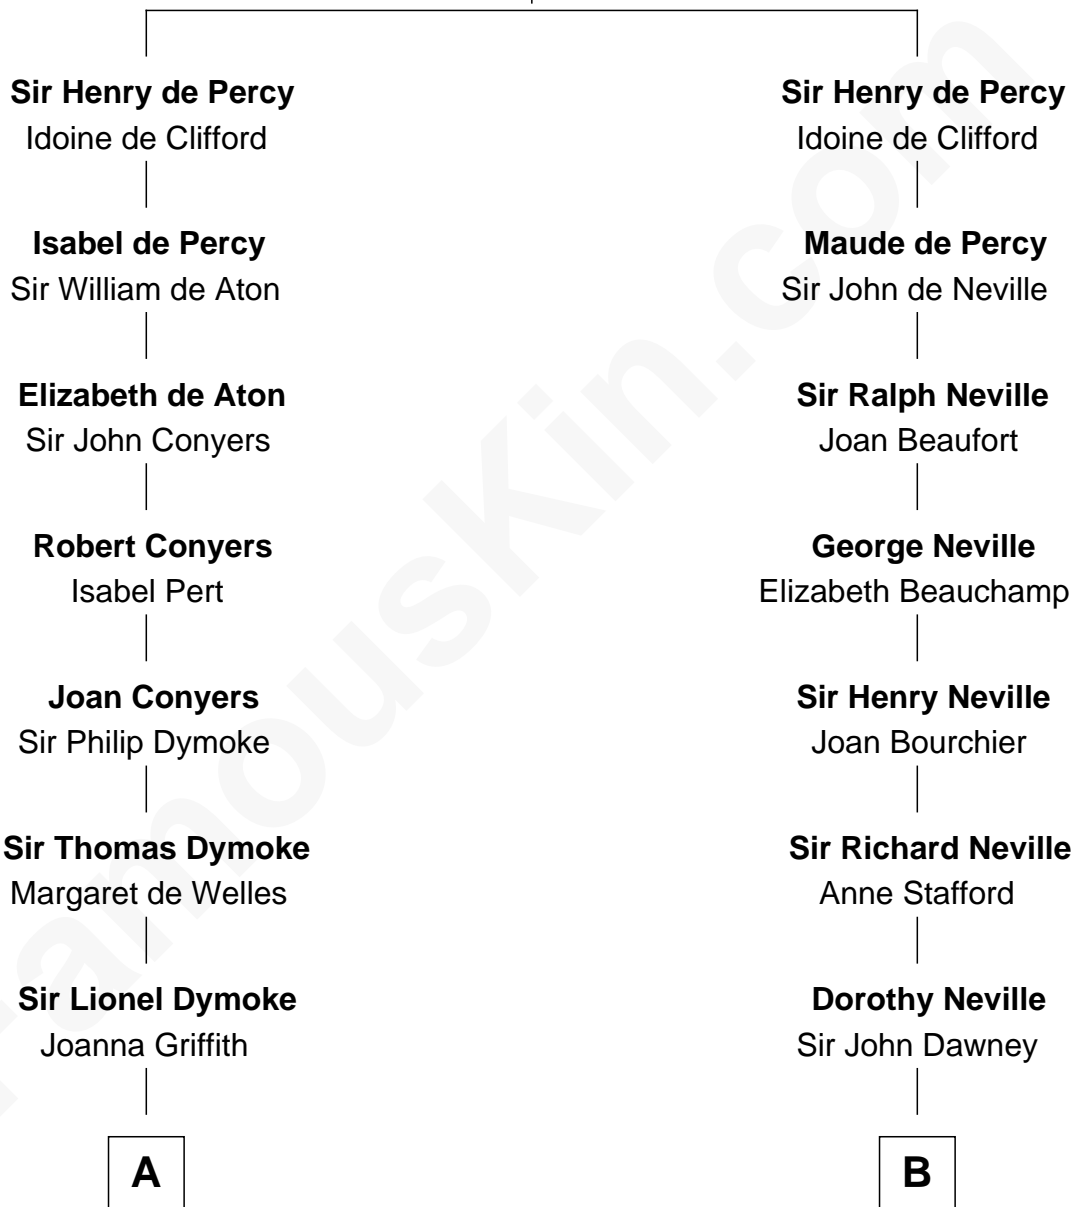 Sir Henry de Percy
Idoine de Clifford
Isabel de Percy
Sir William de Aton
Elizabeth de Aton
Sir John Conyers
Robert Conyers
Isabel Pert
Joan Conyers
Sir Philip Dymoke
Sir Thomas Dymoke
Margaret de Welles
Sir Lionel Dymoke
Joanna Griffith
A
Sir Henry de Percy
Idoine de Clifford
Maude de Percy
Sir John de Neville
Sir Ralph Neville
Joan Beaufort
George Neville
Elizabeth Beauchamp
Sir Henry Neville
Joan Bourchier
Sir Richard Neville
Anne Stafford
Dorothy Neville
Sir John Dawney
B
FamousKin.com